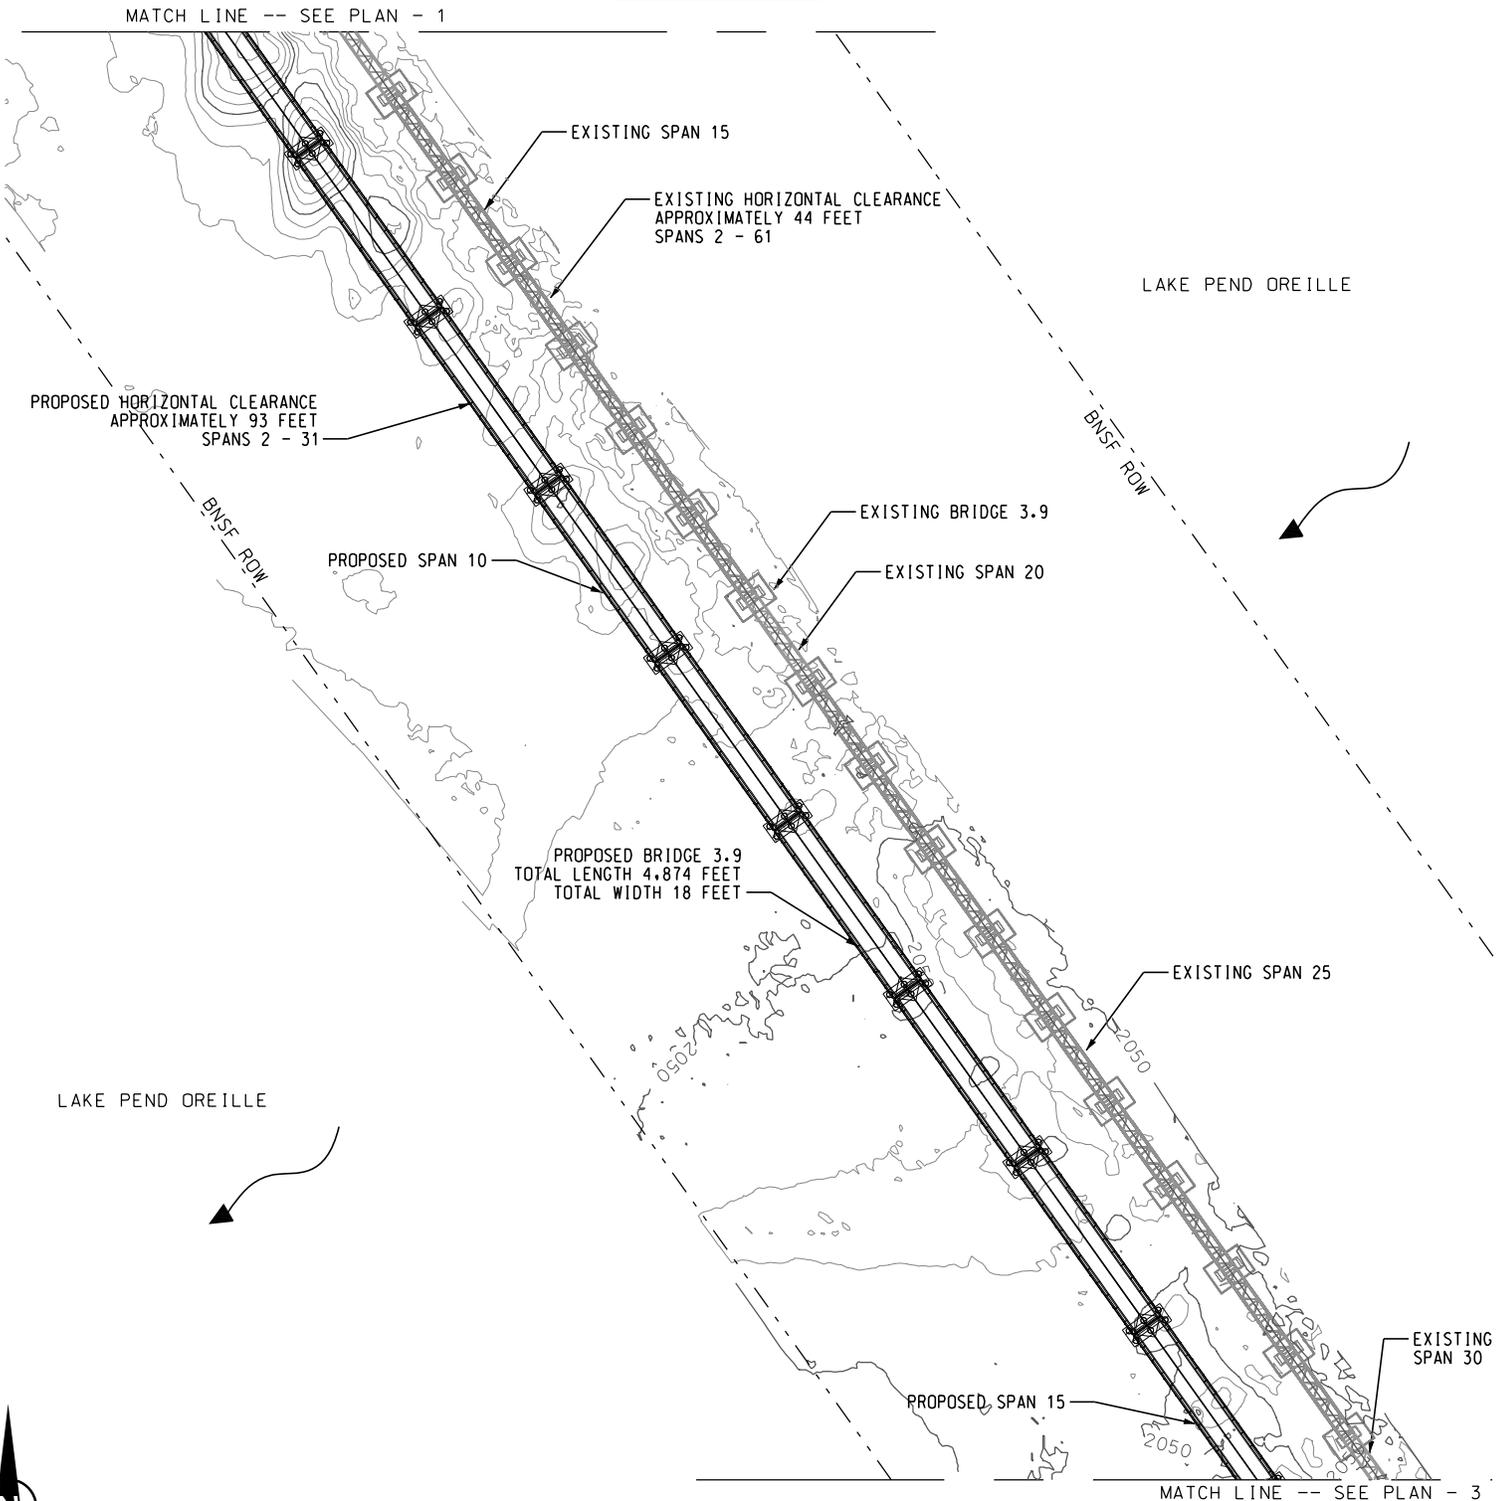 MATCH LINE -- SEE PLAN - 1
EXISTING SPAN 15
EXISTING HORIZONTAL CLEARANCE
APPROXIMATELY 44 FEET
SPANS 2 - 61
LAKE PEND OREILLE
PROPOSED HORIZONTAL CLEARANCE
APPROXIMATELY 93 FEET
SPANS 2 - 31
BNSF ROW
BNSF ROW
EXISTING BRIDGE 3.9
PROPOSED SPAN 10
EXISTING SPAN 20
PROPOSED BRIDGE 3.9
TOTAL LENGTH 4,874 FEET
TOTAL WIDTH 18 FEET
EXISTING SPAN 25
2050
2050
LAKE PEND OREILLE
EXISTING
SPAN 30
PROPOSED SPAN 15
2050
MATCH LINE -- SEE PLAN - 3